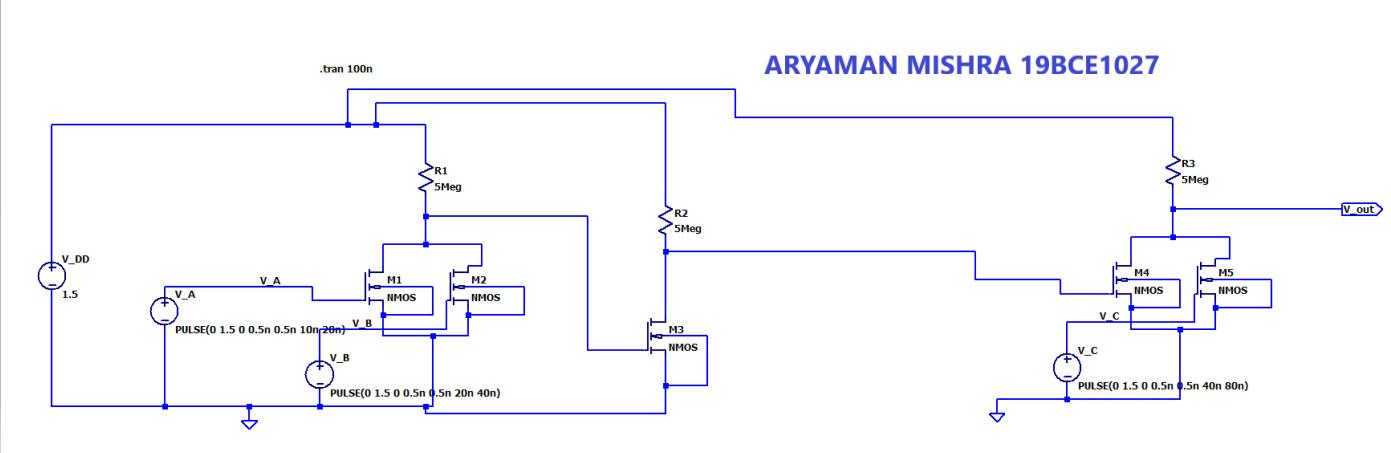 ARYAMAN MISHRA 19BCE1027
.tran 100n
R1
5Meg
R2
5Meg
R3
5Meg
V_out
V_DD
1.5
V_A
V_A
PULSE(0 1.5 0 0.5n 0.5n 10n 20n)
M1
NMOS
M2
NMOS
V_B
V_B
PULSE(0 1.5 0 0.5n 0.5n 20n 40n)
M3
NMOS
M4
NMOS
M5
NMOS
V_C
V_C
PULSE(0 1.5 0 0.5n 0.5n 40n 80n)